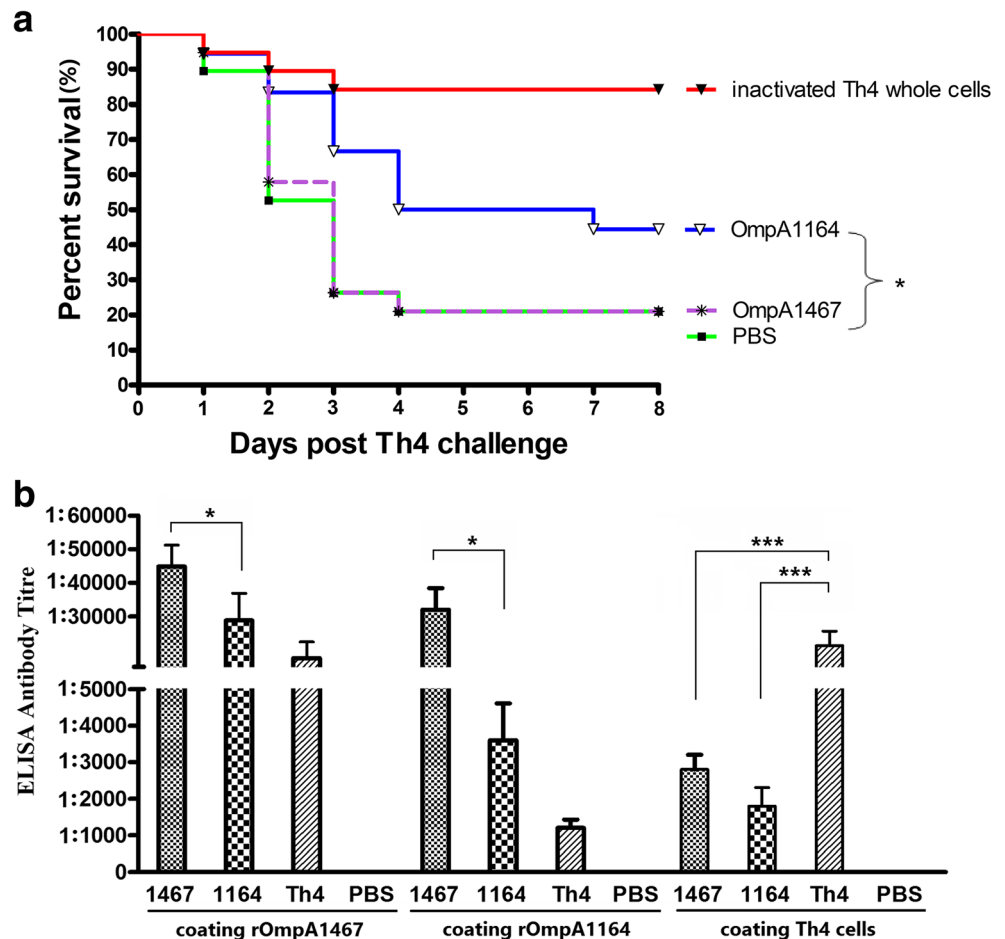 a
Percent survival(%)
100
90
80
70
60
50
40
30
20
10
0
0 1 2 3 4 5 6 7 8
Days post Th4 challenge
inactivated Th4 whole cells
OmpA1164
OmpA1467
PBS
*
b
ELISA Antibody Titre
1:60000
1:50000
1:40000
1:30000
1:5000
1:4000
1:3000
1:2000
1:1000
0
*
*
***
***
1467 1164 Th4 PBS
coating rOmpA1467
1467 1164 Th4 PBS
coating rOmpA1164
1467 1164 Th4 PBS
coating Th4 cells